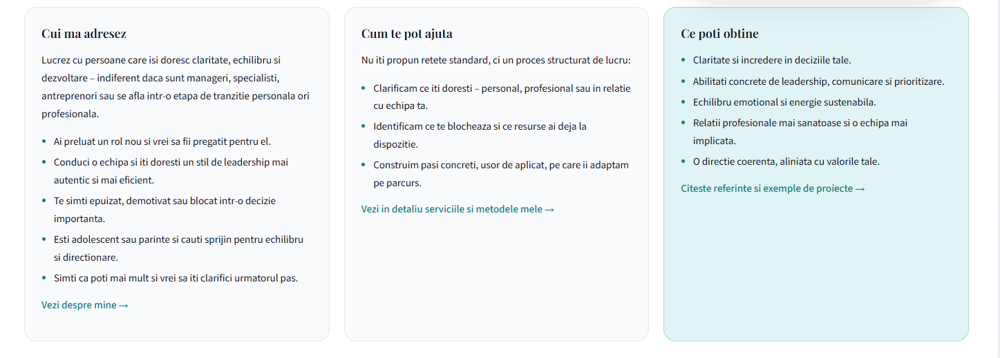 Cui ma adresez
Lucrez cu persoane care isi doresc claritate, echilibru si
dezvoltare – indiferent daca sunt manageri, specialisti,
antreprenori sau se afla intr-o etapa de tranzitie personala ori
profesionala.
Ai preluat un rol nou si vrei sa fii pregatit pentru el.
Conduci o echipa si iti doresti un stil de leadership mai
autentic si mai eficient.
Te simti epuizat, demotivat sau blocat intr-o decizie
importanta.
Esti adolescent sau parinte si cauti sprijin pentru echilibru
si directionare.
Simti ca poti mai mult si vrei sa iti clarifici urmatorul pas.
Vezi despre mine →
Cum te pot ajuta
Nu iti propun retete standard, ci un proces structurat de lucru:
Clarificam ce iti doresti – personal, profesional sau in relatie
cu echipa ta.
Identificam ce te blocheaza si ce resurse ai deja la
dispozitie.
Construim pasi concreti, usor de aplicat, pe care ii adaptam
pe parcurs.
Vezi in detaliu serviciile si metodele mele →
Ce poti obtine
Claritate si incredere in deciziile tale.
Abilitati concrete de leadership, comunicare si prioritizare.
Echilibru emotional si energie sustenabila.
Relatii profesionale mai sanatoase si o echipa mai
implicata.
O directie coerenta, aliniata cu valorile tale.
Citeste referinte si exemple de proiecte →